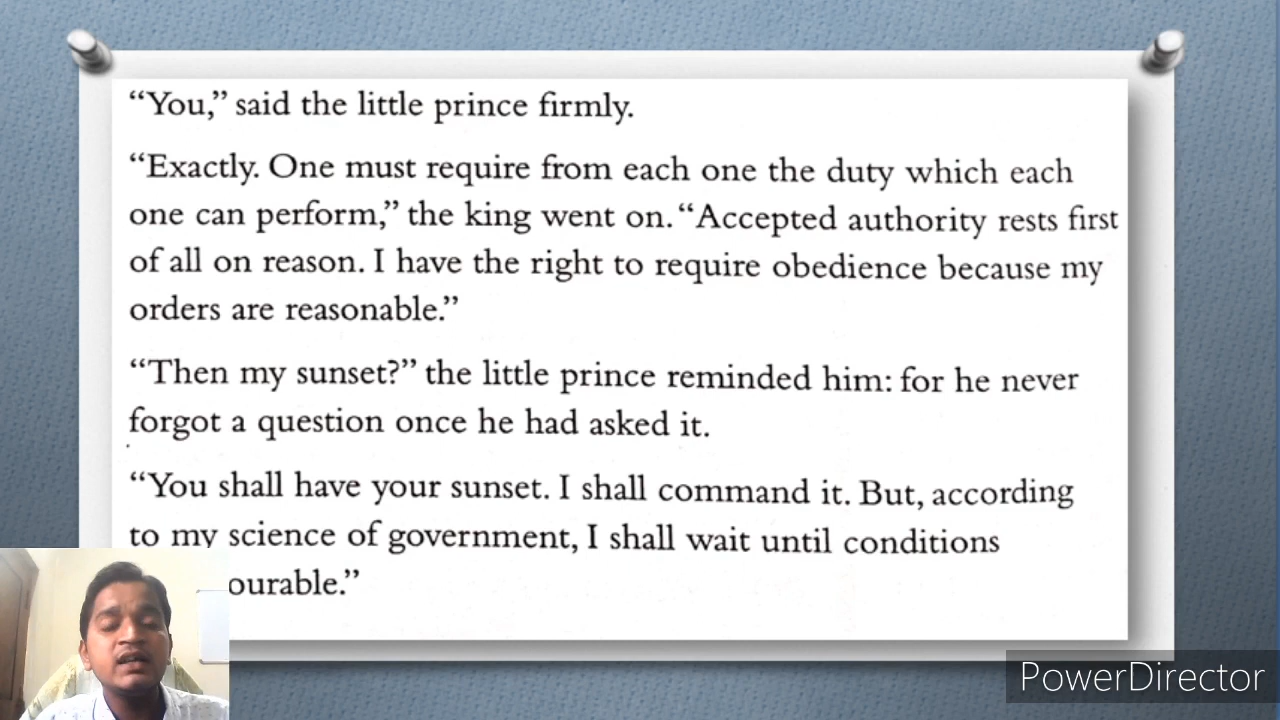 “You,” said the little prince firmly.
“Exactly. One must require from each one the duty which each
one can perform,” the king went on. “Accepted authority rests first
of all on reason. I have the right to require obedience because my
orders are reasonable.”
“Then my sunset?” the little prince reminded him: for he never
forgot a question once he had asked it.
“You shall have your sunset. I shall command it. But, according
to my science of government, I shall wait until conditions
ourable.”
PowerDirector